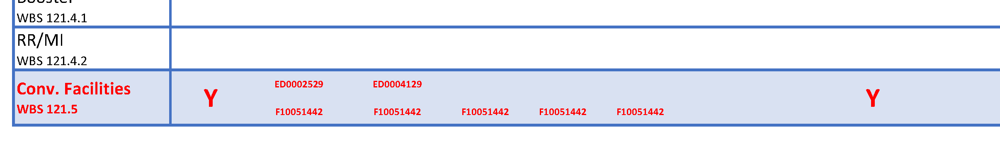 Booster
WBS 121.4.1
RR/MI
WBS 121.4.2
Conv. Facilities
WBS 121.5
Y
ED0002529
ED0004129
F10051442
F10051442
F10051442
F10051442
F10051442
Y